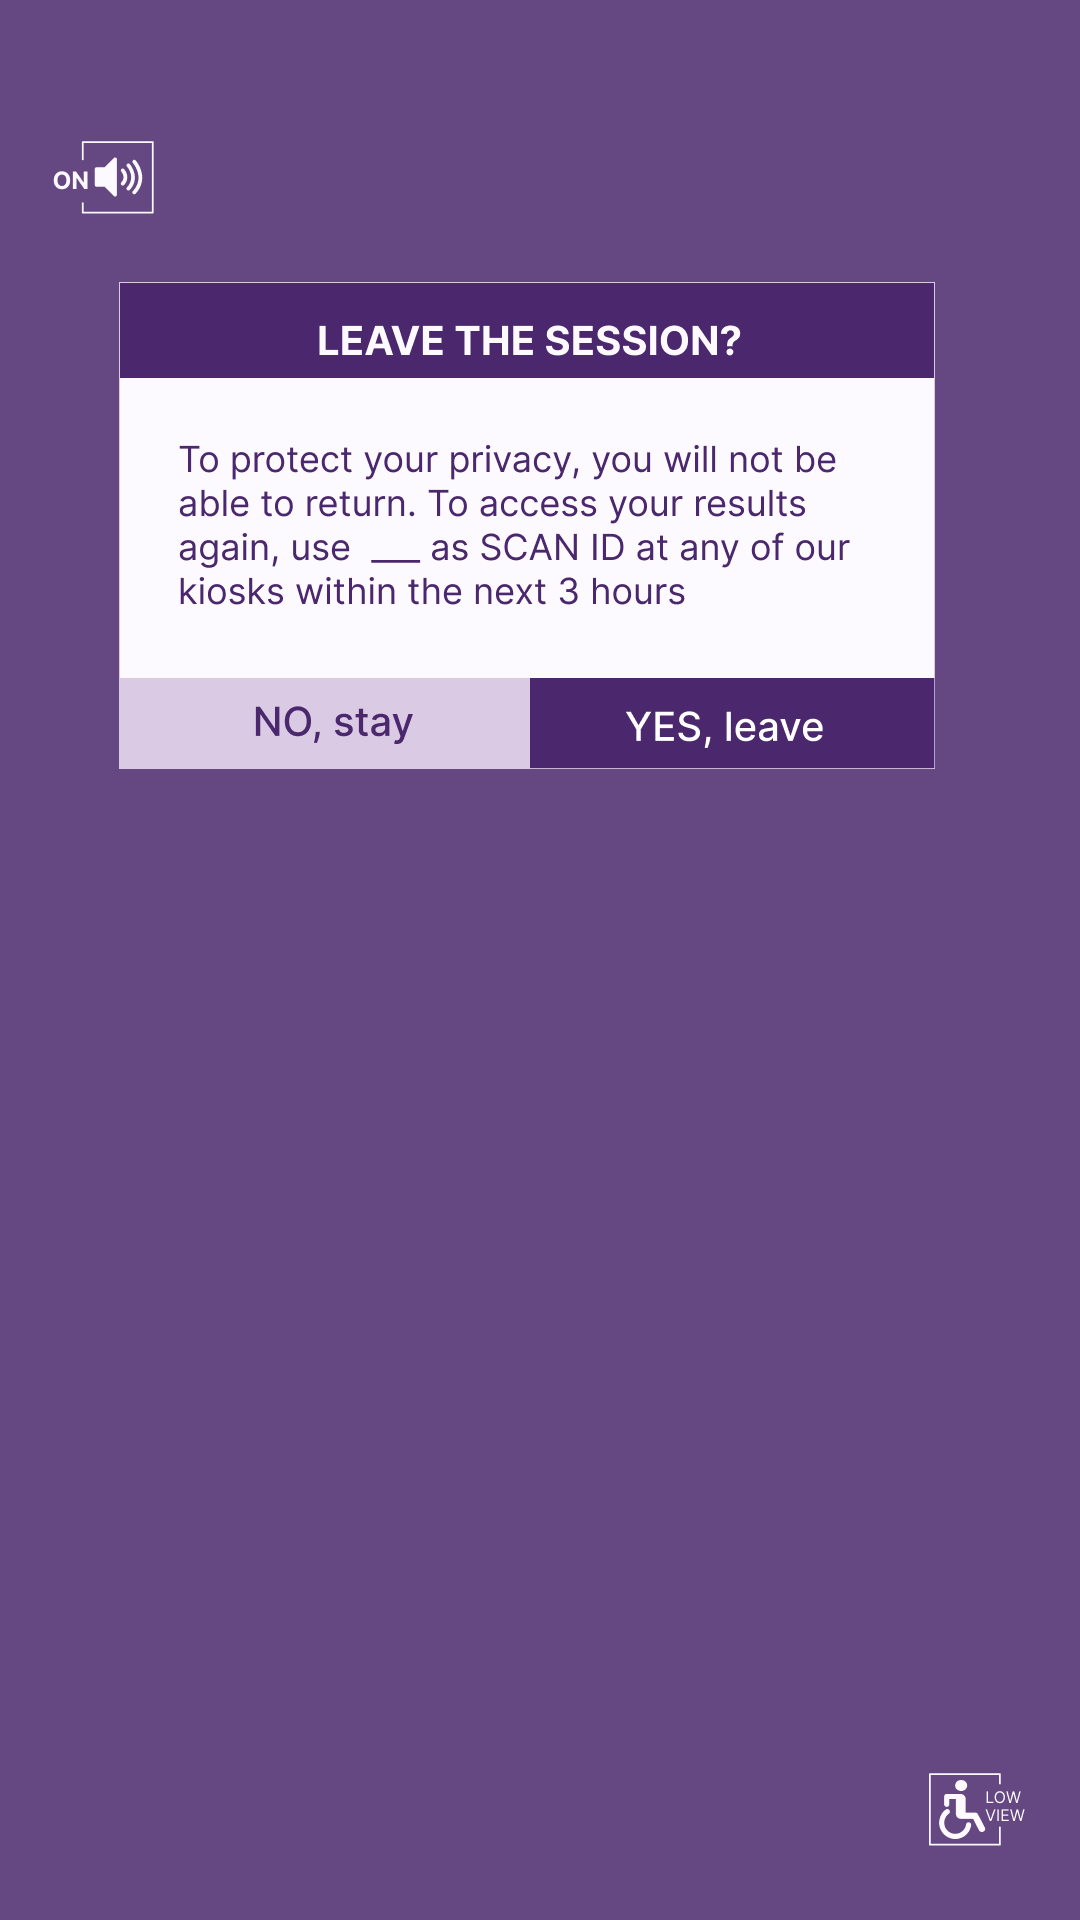 ON
LEAVE THE SESSION?
To protect your privacy, you will not be
able to return. To access your results
again, use ___ as SCAN ID at any of our
kiosks within the next 3 hours
NO, stay
YES, leave
LOW
VIEW